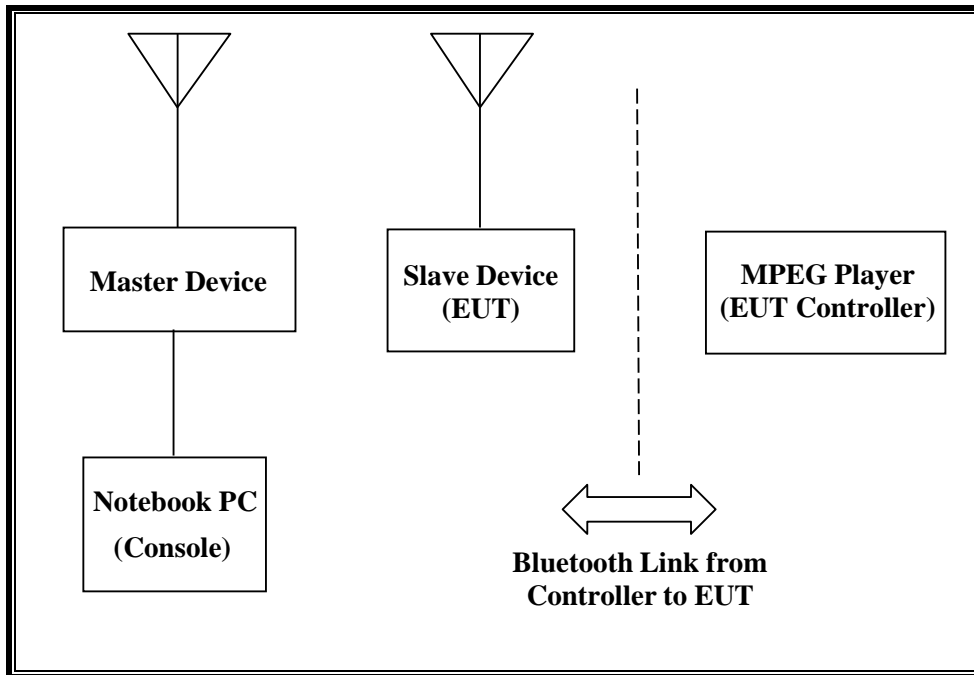 Master Device
Slave Device
(EUT)
MPEG Player
(EUT Controller)
Notebook PC
(Console)
Bluetooth Link from
Controller to EUT